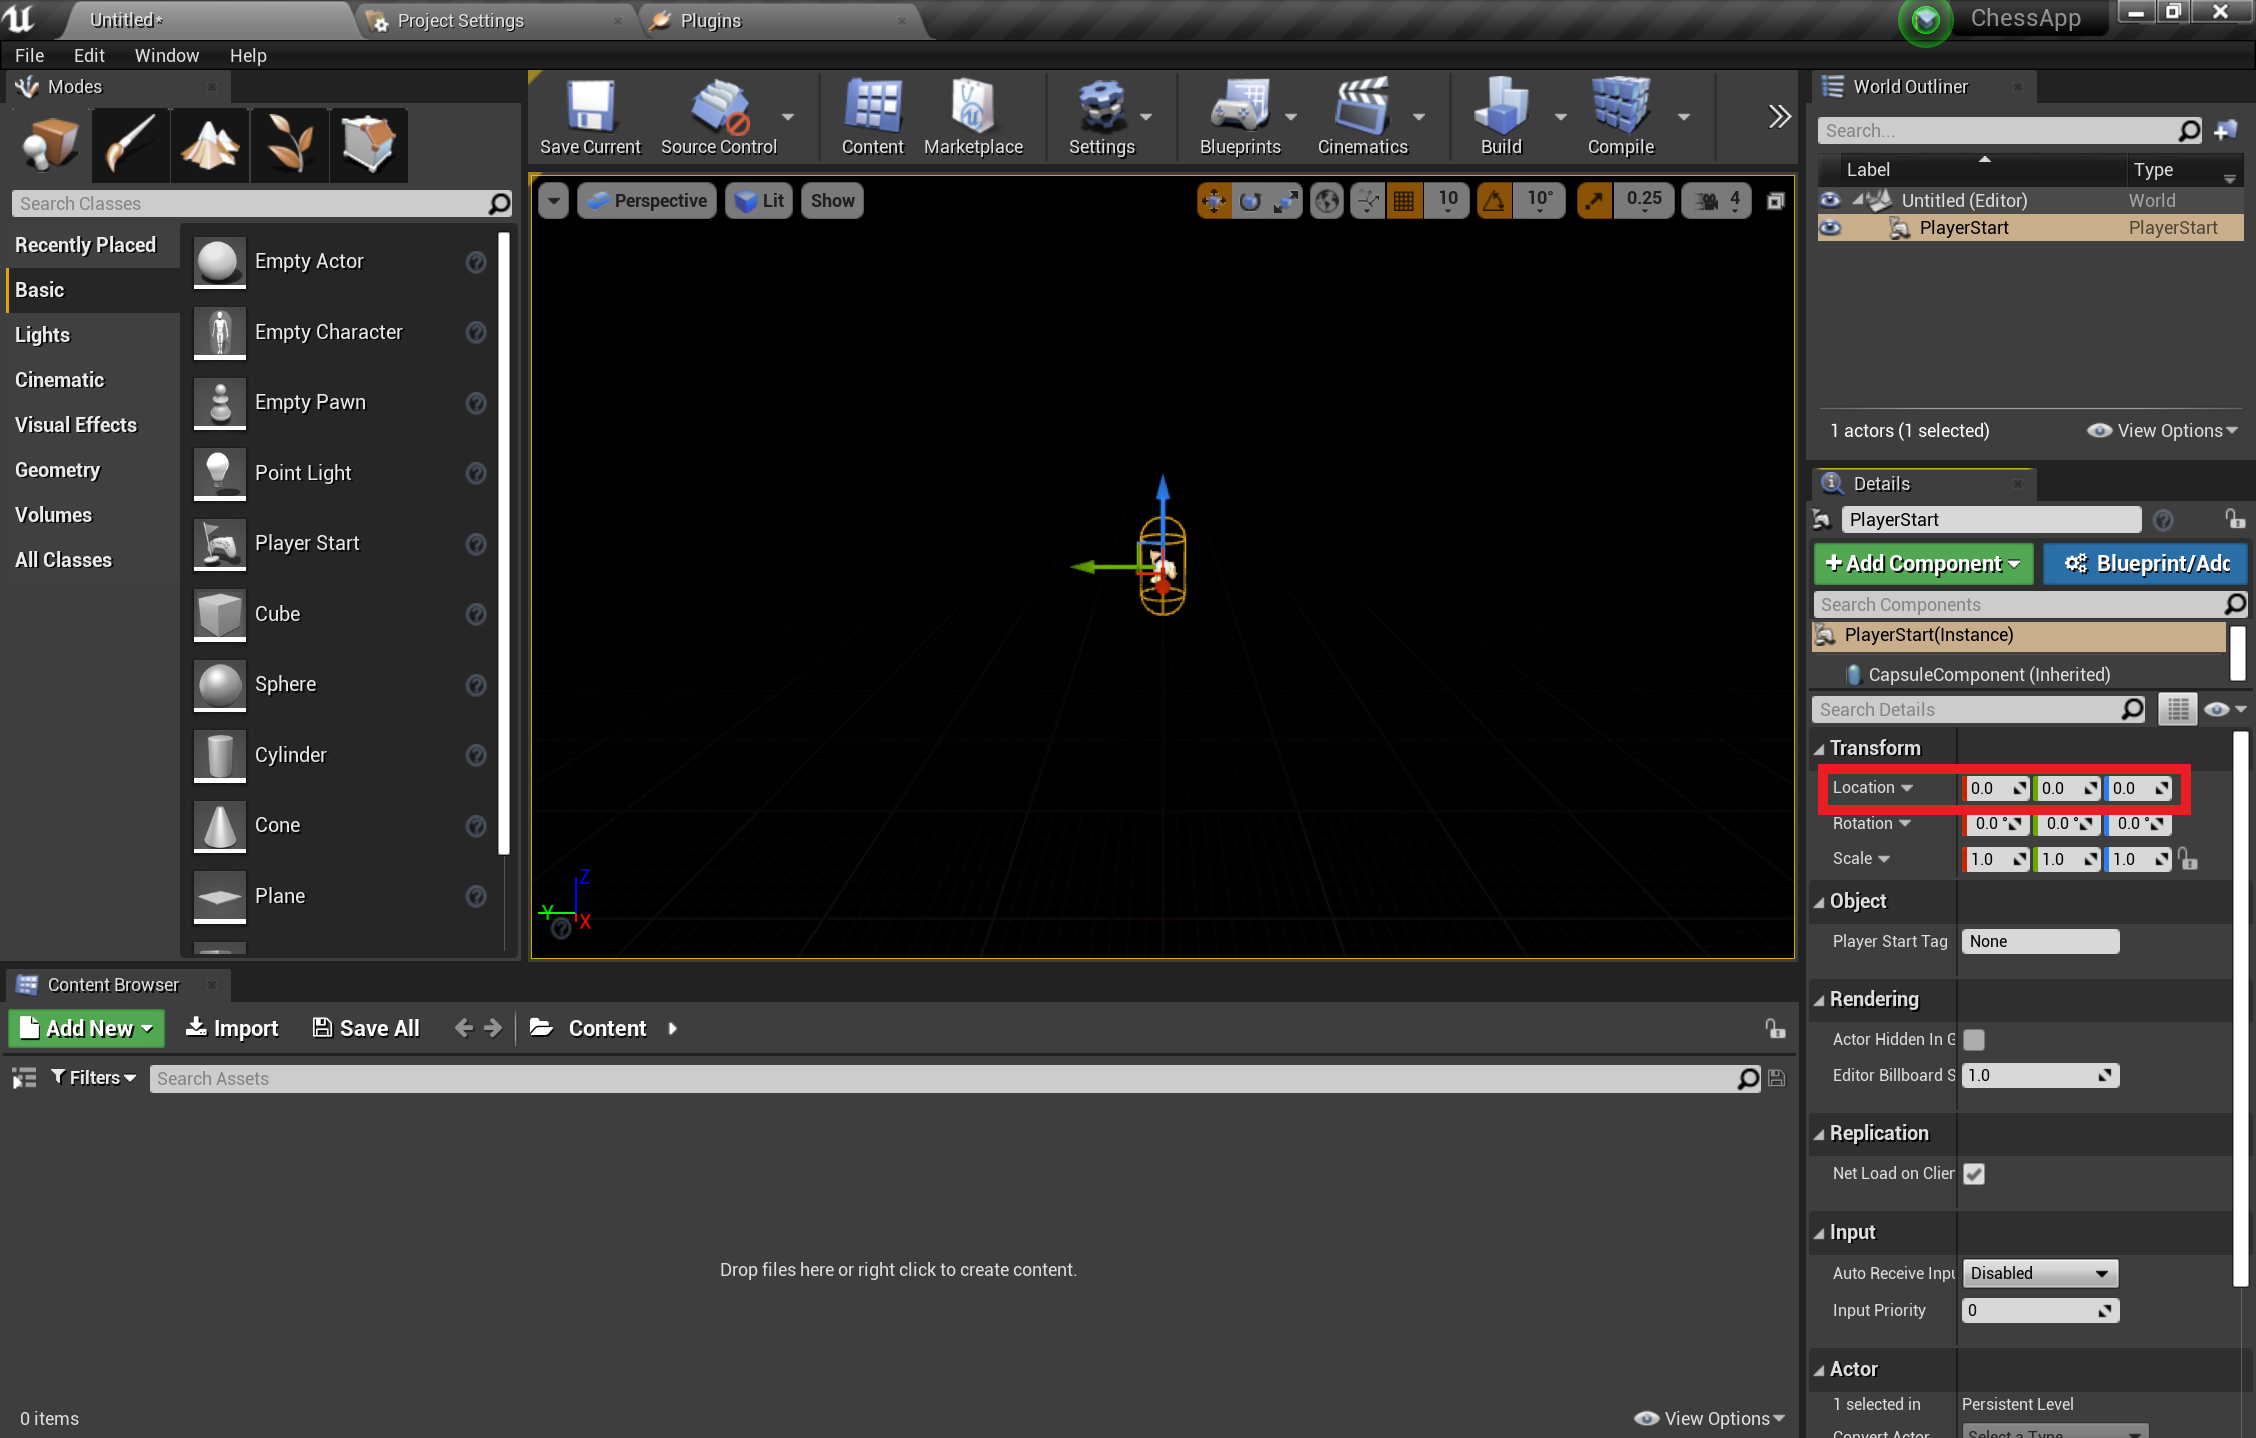 Untitled*
Project Settings
Plugins
ChessApp
File Edit Window Help
Modes
Search Classes
Recently Placed
Basic
Lights
Cinematic
Visual Effects
Geometry
Volumes
All Classes
Empty Actor
Empty Character
Empty Pawn
Point Light
Player Start
Cube
Sphere
Cylinder
Cone
Plane
Save Current
Source Control
Content
Marketplace
Settings
Blueprints
Cinematics
Build
Compile
Perspective
Lit
Show
10
10°
0.25
4
Z
Y
X
World Outliner
Search...
Label Type
Untitled (Editor) World
PlayerStart PlayerStart
1 actors (1 selected)
View Options
Details
PlayerStart
+Add Component
Blueprint/Add
Search Components
PlayerStart(Instance)
CapsuleComponent (Inherited)
Search Details
Transform
Location 0.0 0.0 0.0
Rotation 0.0 ° 0.0 ° 0.0 °
Scale 1.0 1.0 1.0
Object
Player Start Tag None
Rendering
Actor Hidden In G
Editor Billboard S 1.0
Replication
Net Load on Clien
Input
Auto Receive Inpu Disabled
Input Priority 0
Actor
1 selected in Persistent Level
Convert Actor Select a Type
Content Browser
Add New
Import
Save All
Content
Filters
Search Assets
Drop files here or right click to create content.
0 items
View Options